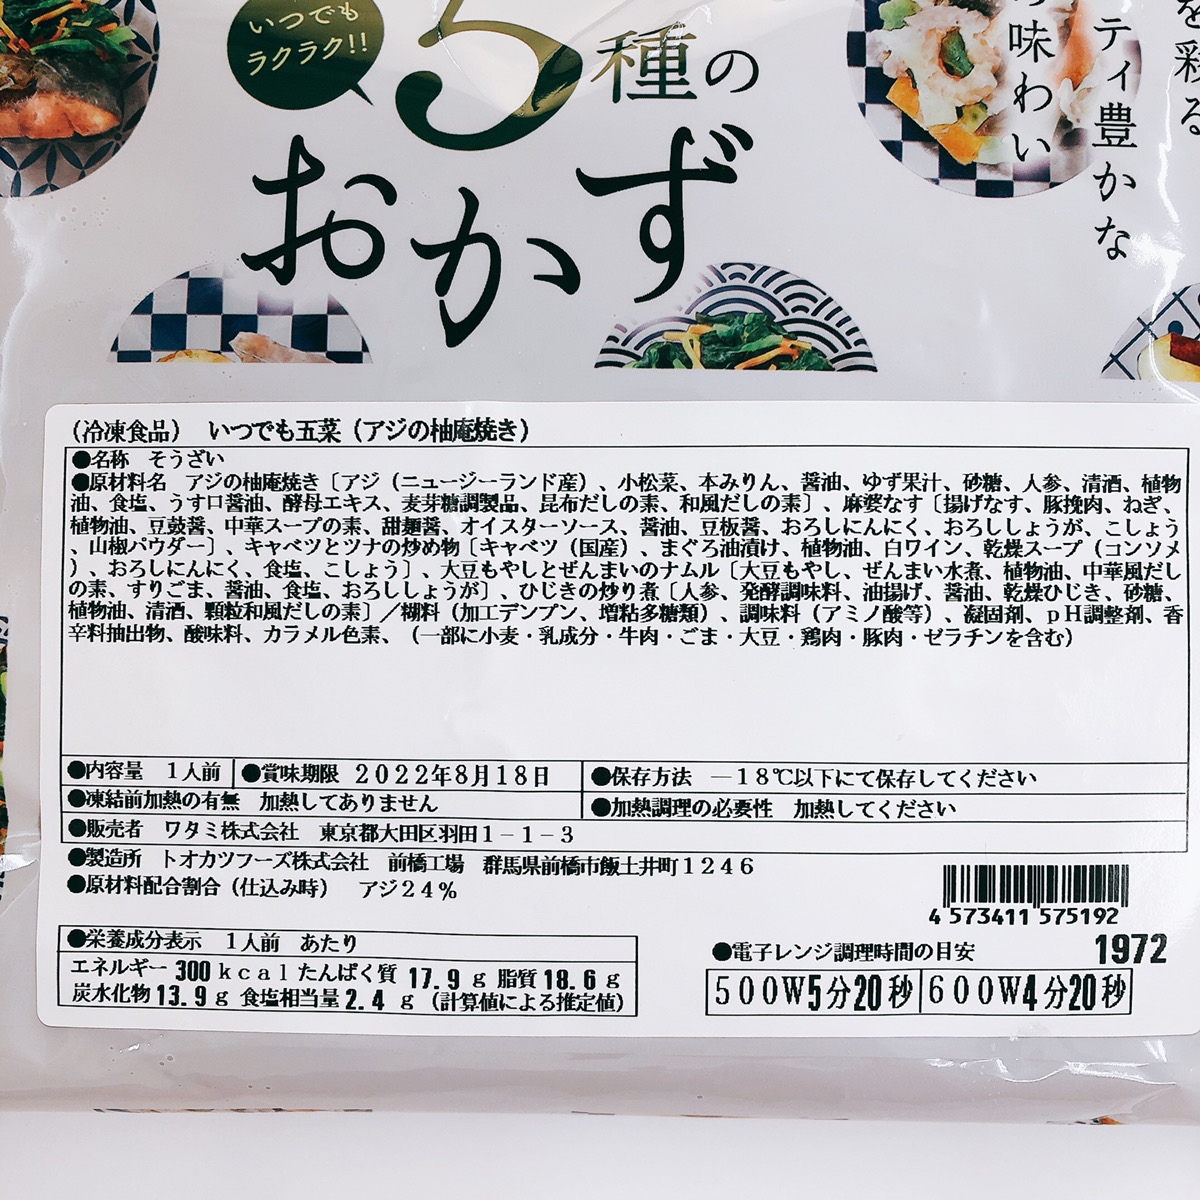 いつでも
ラクラク!!
5種の
おかず
味わい
ティ豊かな
を彩る
（冷凍食品）　いつでも五菜（アジの柚庵焼き）
●名称　そうざい
●原材料名　アジの柚庵焼き〔アジ（ニュージーランド産）、小松菜、本みりん、醤油、ゆず果汁、砂糖、人参、清酒、植物
油、食塩、うす口醤油、酵母エキス、麦芽糖調製品、昆布だしの素、和風だしの素〕、麻婆なす〔揚げなす、豚挽肉、ねぎ、
植物油、豆鼓醤、中華スープの素、甜麺醤、オイスターソース、醤油、豆板醤、おろしにんにく、おろししょうが、こしょう
、山椒パウダー〕、キャベツとツナの炒め物〔キャベツ（国産）、まぐろ油漬け、植物油、白ワイン、乾燥スープ（コンソメ
）、おろしにんにく、食塩、こしょう〕、大豆もやしとぜんまいのナムル〔大豆もやし、ぜんまい水煮、植物油、中華風だし
の素、すりごま、醤油、食塩、おろししょうが〕、ひじきの炒り煮〔人参、発酵調味料、油揚げ、醤油、乾燥ひじき、砂糖、
植物油、清酒、顆粒和風だしの素〕／糊料（加工デンプン、増粘多糖類）、調味料（アミノ酸等）、凝固剤、ｐＨ調整剤、香
辛料抽出物、酸味料、カラメル色素、（一部に小麦・乳成分・牛肉・ごま・大豆・鶏肉・豚肉・ゼラチンを含む）
●内容量　１人前　●賞味期限　２０２２年８月１８日　●保存方法　－１８℃以下にて保存してください
●凍結前加熱の有無　加熱してありません　●加熱調理の必要性　加熱してください
●販売者　ワタミ株式会社　東京都大田区羽田１－１－３
●製造所　トオカツフーズ株式会社　前橋工場　群馬県前橋市飯土井町１２４６
●原材料配合割合（仕込み時）　アジ２４％
4 573411 575192
●栄養成分表示　１人前　あたり
エネルギー 300ｋｃａｌ たんぱく質 17.9ｇ 脂質 18.6ｇ
炭水化物 13.9ｇ 食塩相当量 2.4ｇ（計算値による推定値）
●電子レンジ調理時間の目安　1972
５００Ｗ5分20秒 ６００Ｗ4分20秒